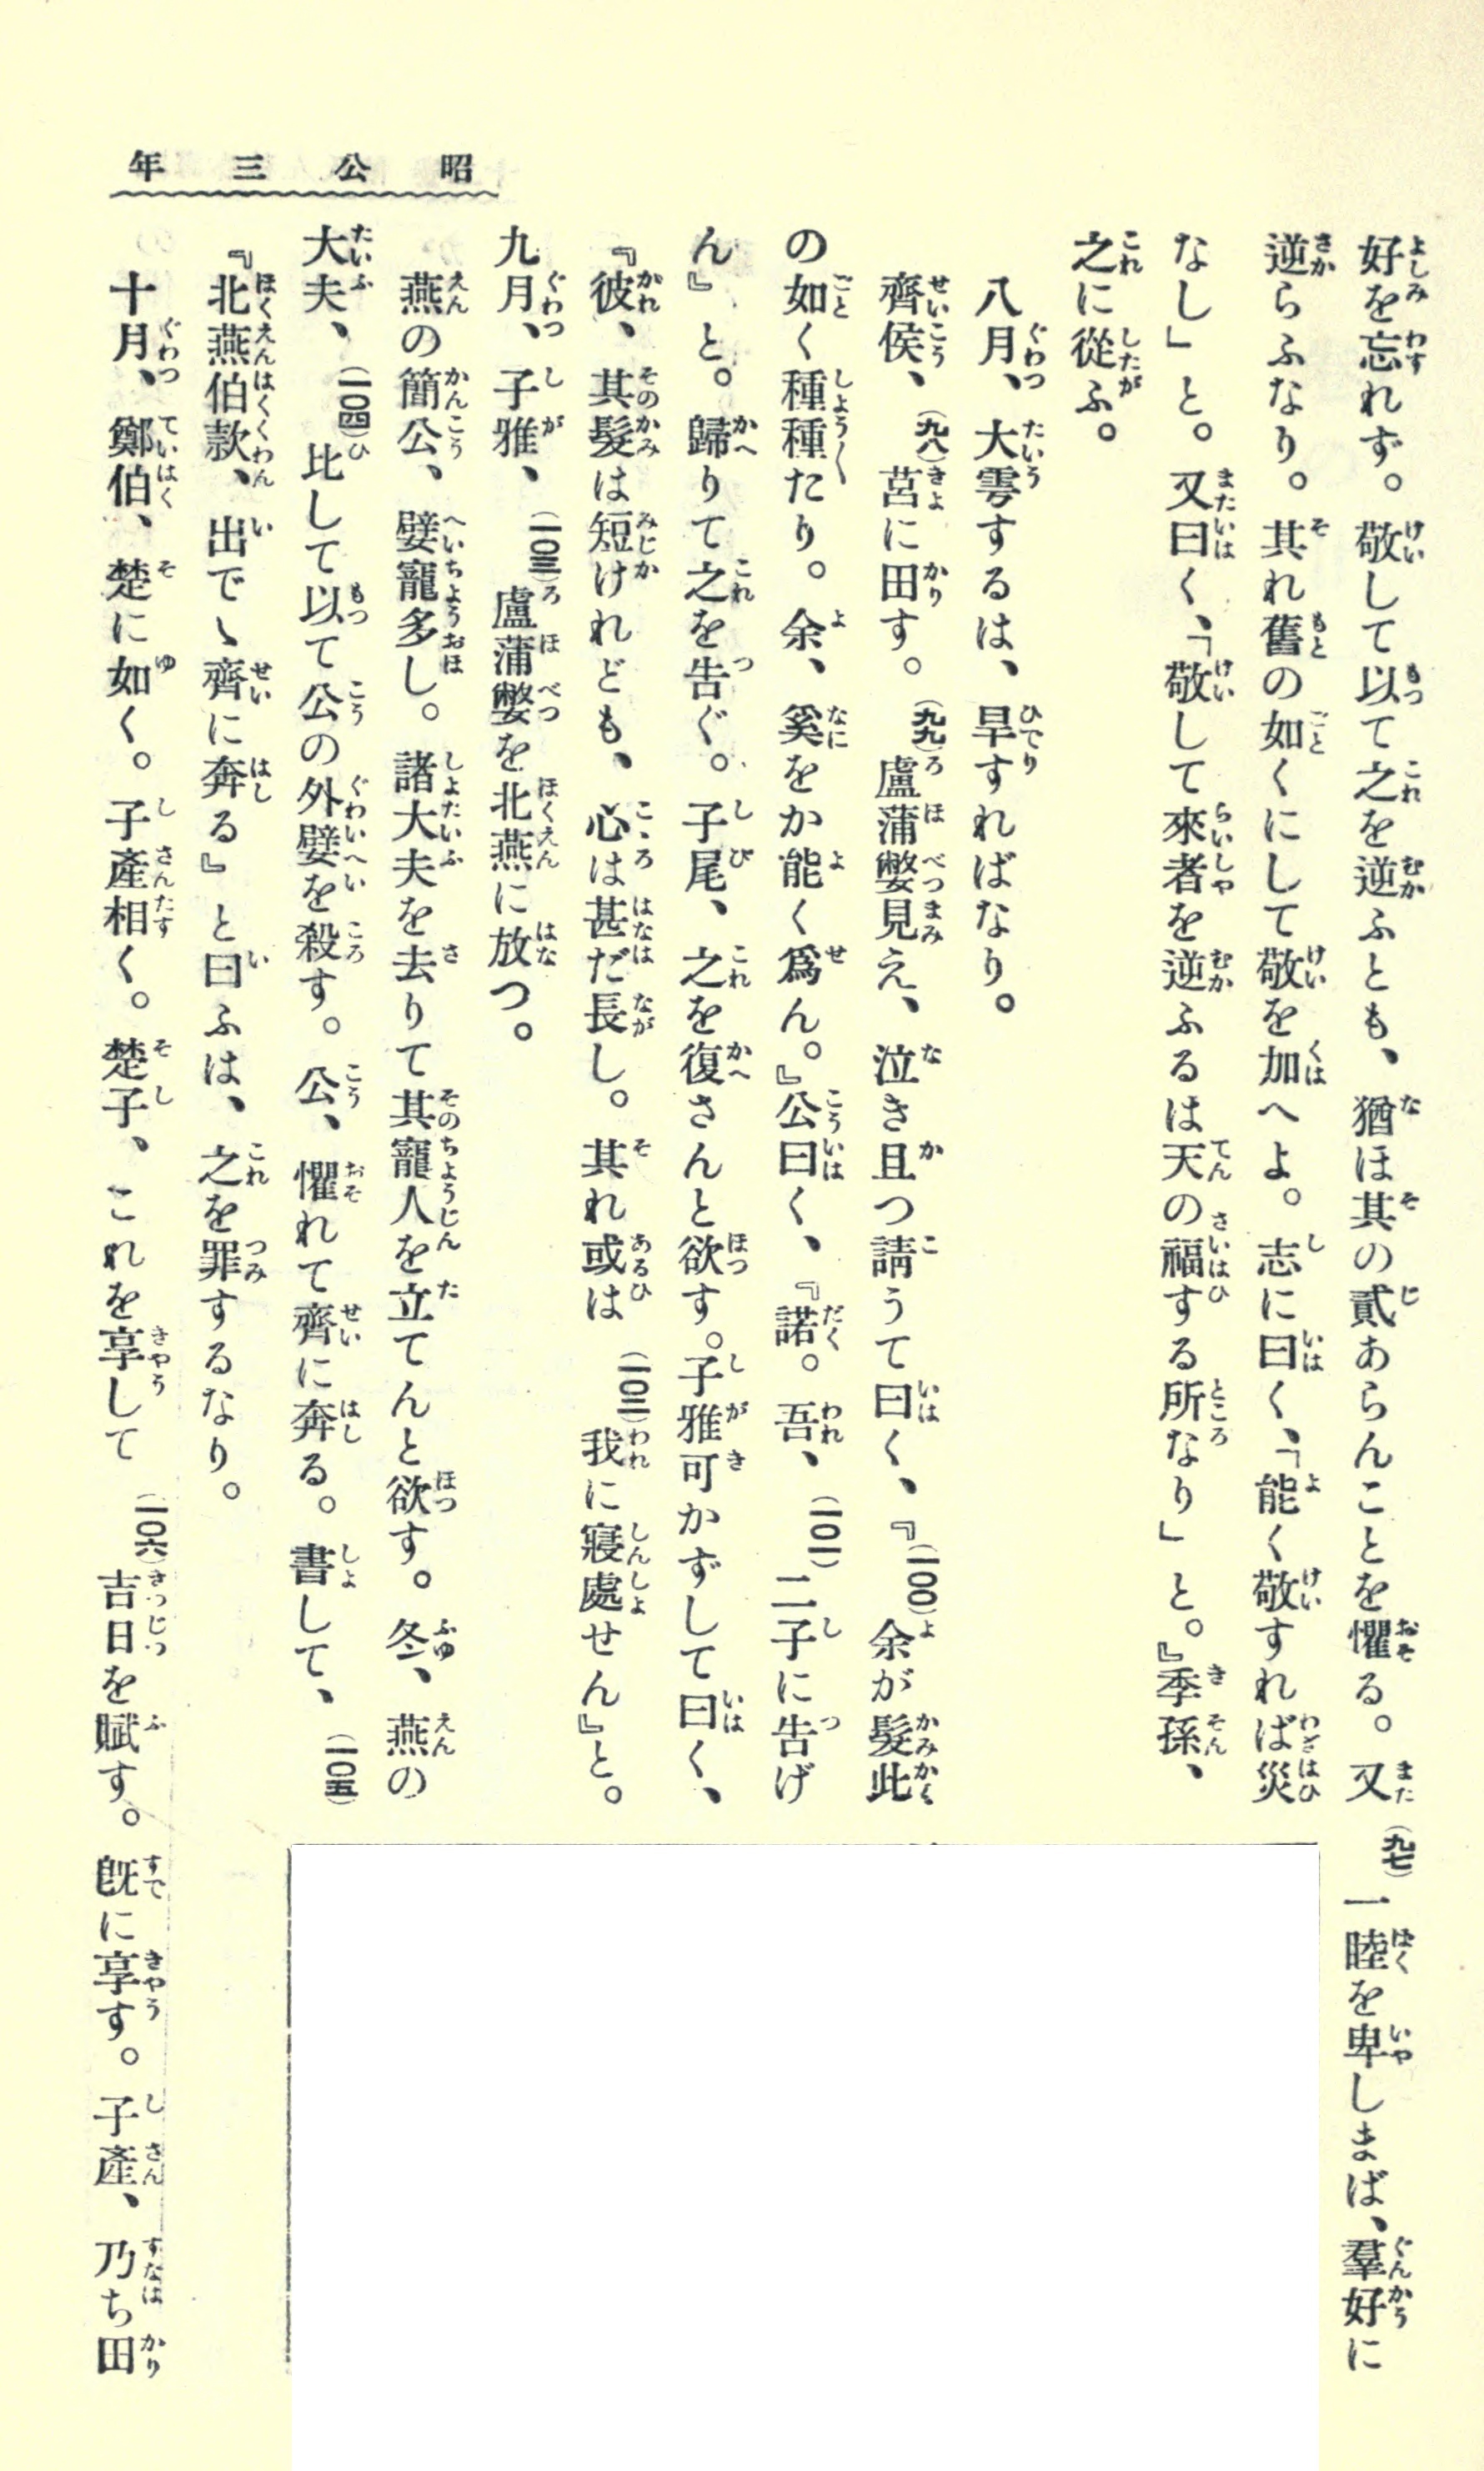 昭公三年
好を忘れず。敬して以て之を逆ふとも、猶ほ其の貳あらんことを懼る。又(九七)一睦を卑しまば、羣好に
逆らふなり。其れ舊の如くにして敬を加へよ。志に曰く、「能く敬すれば災
なし」と。又曰く、「敬して來者を逆ふるは天の福する所なり」と。』季孫、
之に從ふ。
八月、大雩するは、旱すればなり。
齊侯、(九八)莒に田す。(九九)盧蒲嫳見え、泣き且つ請うて曰く、『(一〇〇)余が髮此
の如く種種たり。余、奚をか能く爲ん。』公曰く、『諾。吾、(一〇一)二子に告げ
ん』と。歸りて之を告ぐ。子尾、之を復さんと欲す。子雅可かずして曰く、
『彼、其髮は短けれども、心は甚だ長し。其れ或は(一〇二)我に寢處せん』と。
九月、子雅、(一〇三)盧蒲嫳を北燕に放つ。
燕の簡公、嬖寵多し。諸大夫を去りて其寵人を立てんと欲す。冬、燕の
大夫、(一〇四)比して以て公の外嬖を殺す。公、懼れて齊に奔る。書して、(一〇五)
『北燕伯款、出でゝ齊に奔る』と曰ふは、之を罪するなり。
十月、鄭伯、楚に如く。子產相く。楚子、これを享して(一〇六)吉日を賦す。既に享す。子產、乃ち田